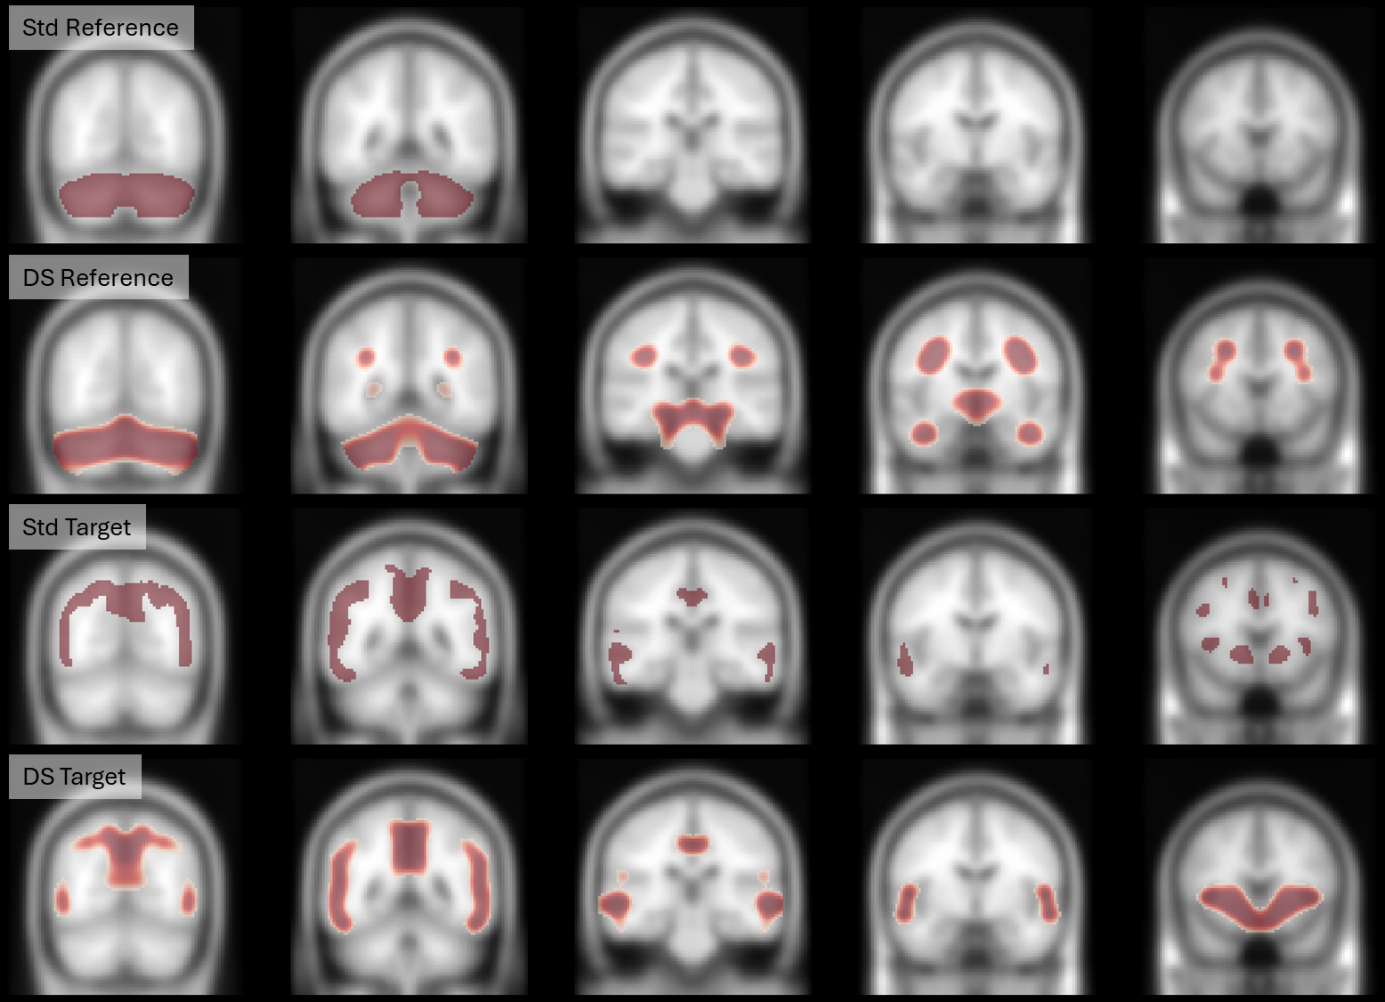 Std Reference
DS Reference
Std Target
DS Target